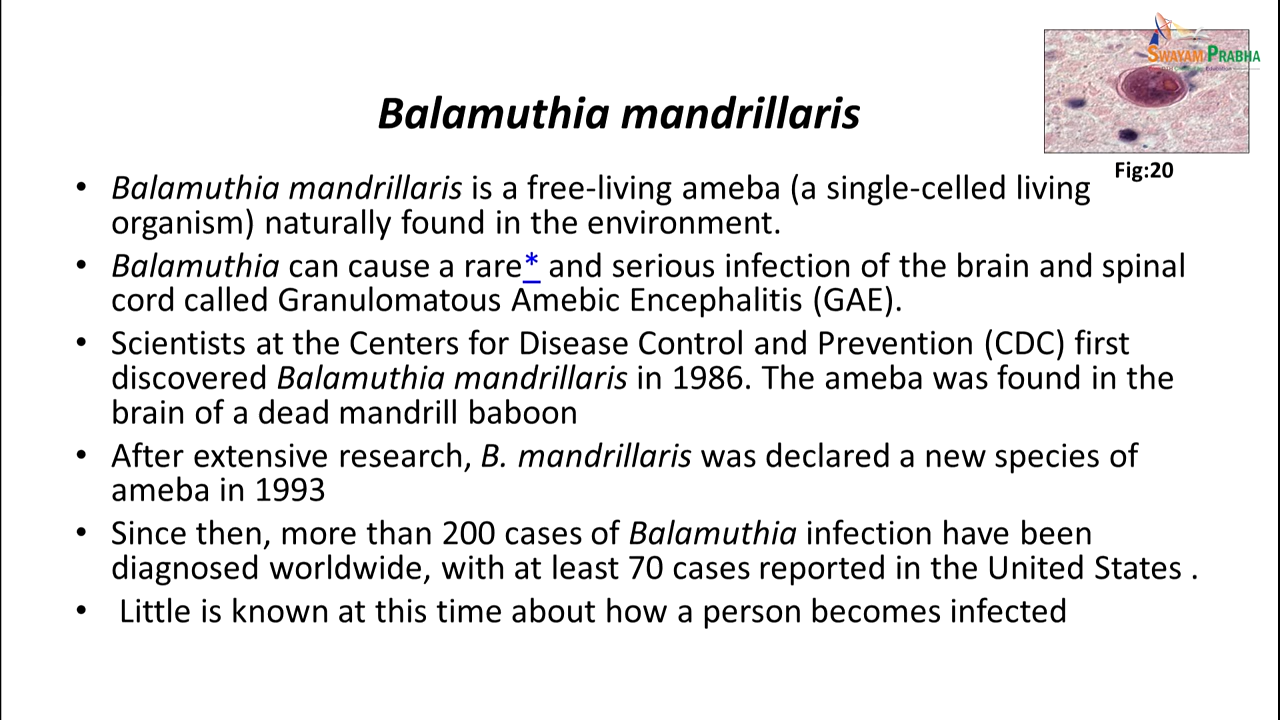 SWAYAM PRABHA
Balamuthia mandrillaris
Fig:20
• Balamuthia mandrillaris is a free-living ameba (a single-celled living
organism) naturally found in the environment.
• Balamuthia can cause a rare* and serious infection of the brain and spinal
cord called Granulomatous Amebic Encephalitis (GAE).
• Scientists at the Centers for Disease Control and Prevention (CDC) first
discovered Balamuthia mandrillaris in 1986. The ameba was found in the
brain of a dead mandrill baboon
• After extensive research, B. mandrillaris was declared a new species of
ameba in 1993
• Since then, more than 200 cases of Balamuthia infection have been
diagnosed worldwide, with at least 70 cases reported in the United States .
• Little is known at this time about how a person becomes infected